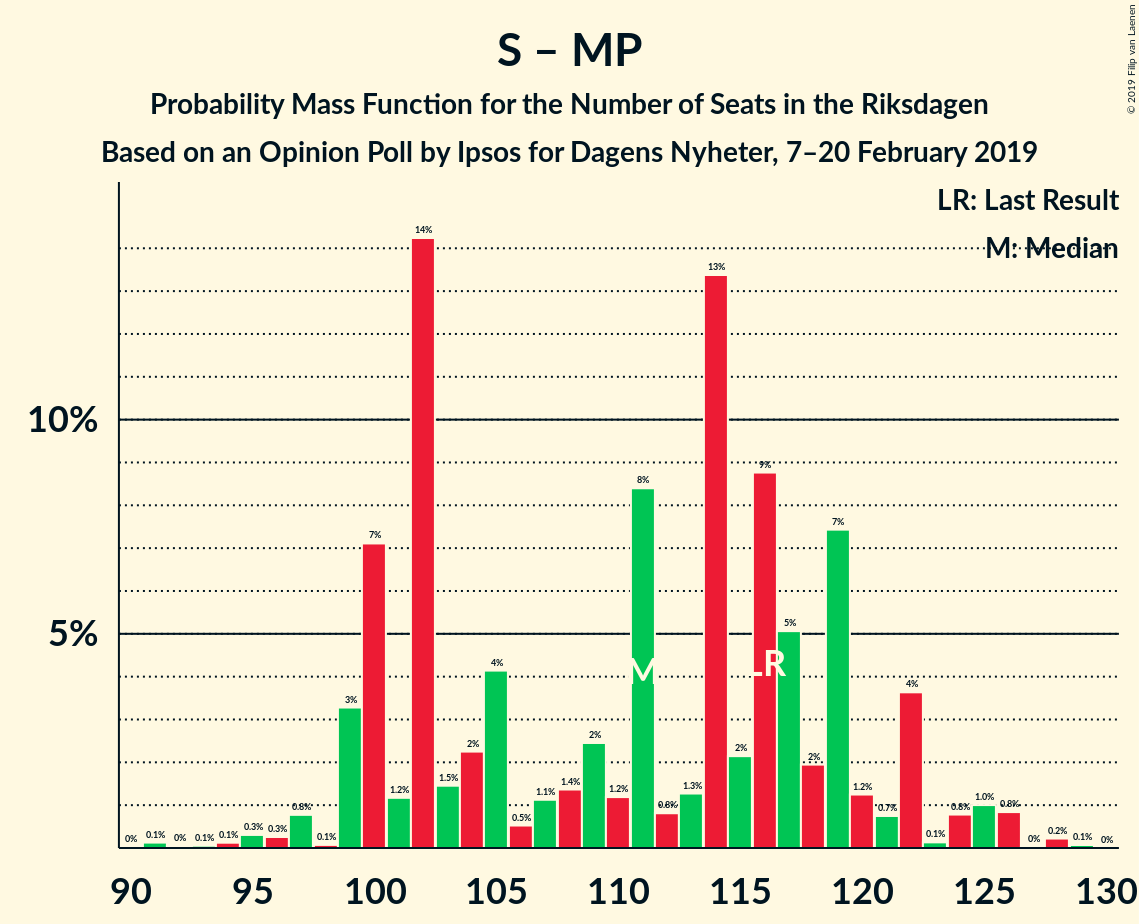 S – MP
Probability Mass Function for the Number of Seats in the Riksdagen
Based on an Opinion Poll by Ipsos for Dagens Nyheter, 7–20 February 2019
© 2019 Filip van Laenen
LR: Last Result
M: Median
10%
5%
0% 0.1% 0% 0.1% 0.1% 0.3% 0.3% 0.8% 0.1% 3% 7% 1.2% 14% 1.5% 2% 4% 0.5% 1.1% 1.4% 2% 1.2% 8% 0.8% 1.3% 13% 2% 9% 5% 2% 7% 1.2% 0.7% 4% 0.1% 0.8% 1.0% 0.8% 0% 0.2% 0.1% 0%
M LR
90 95 100 105 110 115 120 125 130